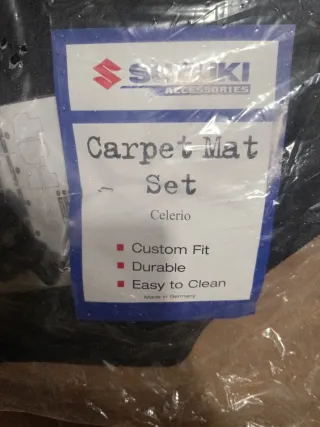 SUZUKI
ACCESSORIES
Carpet Mat
Set
Celerio
Custom Fit
Durable
Easy to Clean
Made in Germany